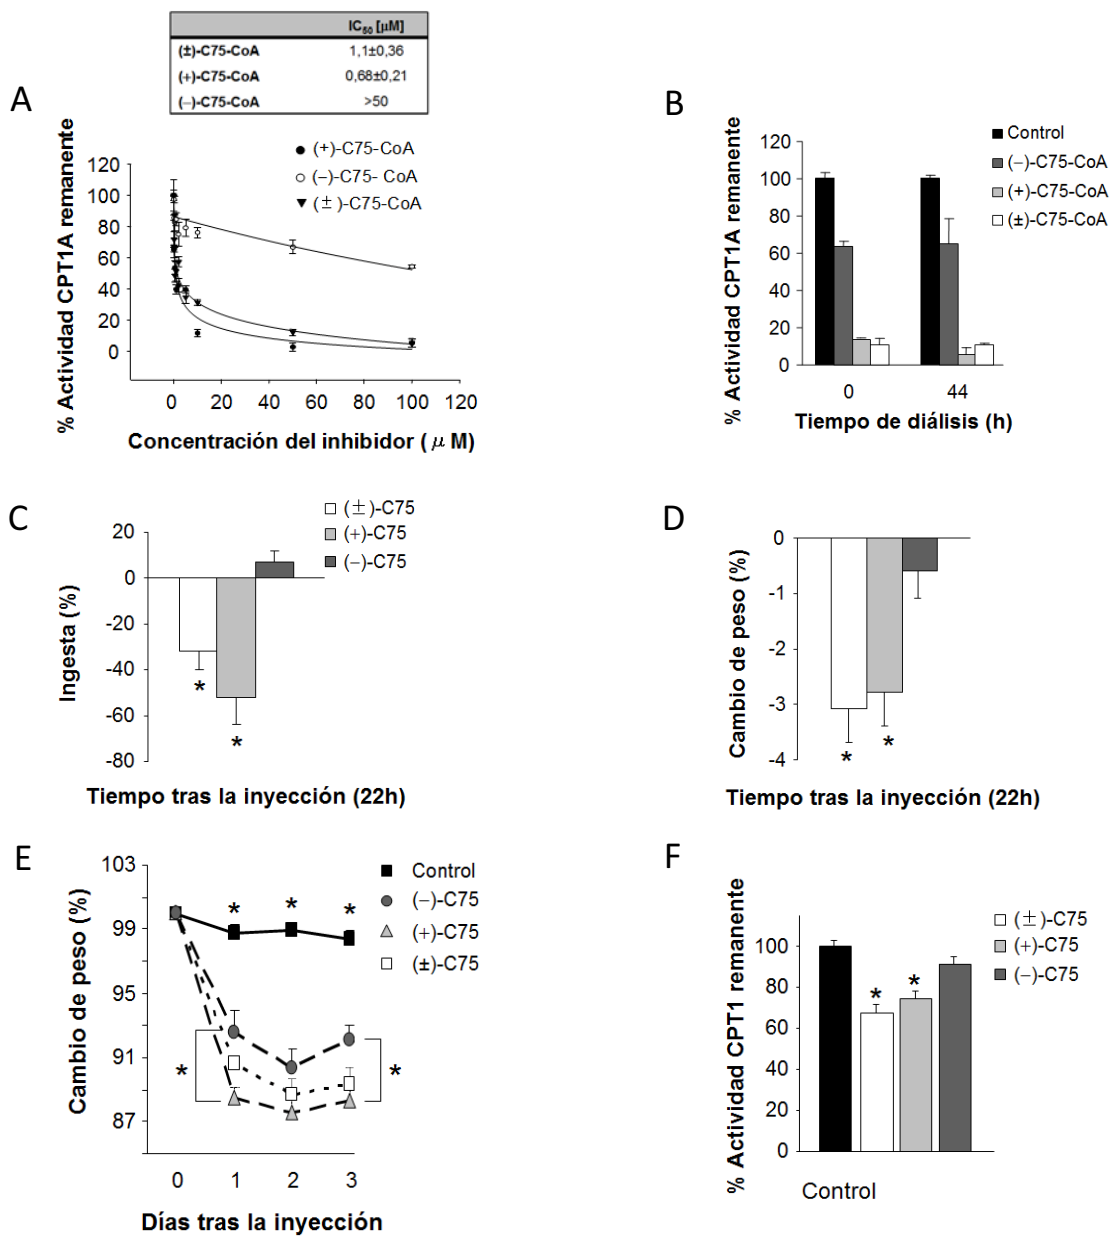 IC50 [µM]
(±)-C75-CoA 1,1±0,36
(+)-C75-CoA 0,68±0,21
(−)-C75-CoA >50
A
% Actividad CPT1A remanente
120
100
80
60
40
20
0
(+)-C75-CoA
(−)-C75- CoA
(±)-C75-CoA
0 20 40 60 80 100 120
Concentración del inhibidor (μ M)
B
% Actividad CPT1A remanente
120
100
80
60
40
20
0
Control
(−)-C75-CoA
(+)-C75-CoA
(±)-C75-CoA
0 44
Tiempo de diálisis (h)
C
Ingesta (%)
20
0
-20
-40
-60
-80
(±)-C75
(+)-C75
(−)-C75
*
*
Tiempo tras la inyección (22h)
D
Cambio de peso (%)
0
-1
-2
-3
-4
* *
Tiempo tras la inyección (22h)
E
Cambio de peso (%)
103
99
95
91
87
Control
(−)-C75
(+)-C75
(±)-C75
* * *
* *
0 1 2 3
Días tras la inyección
F
% Actividad CPT1 remanente
100
80
60
40
20
0
(±)-C75
(+)-C75
(−)-C75
* *
Control